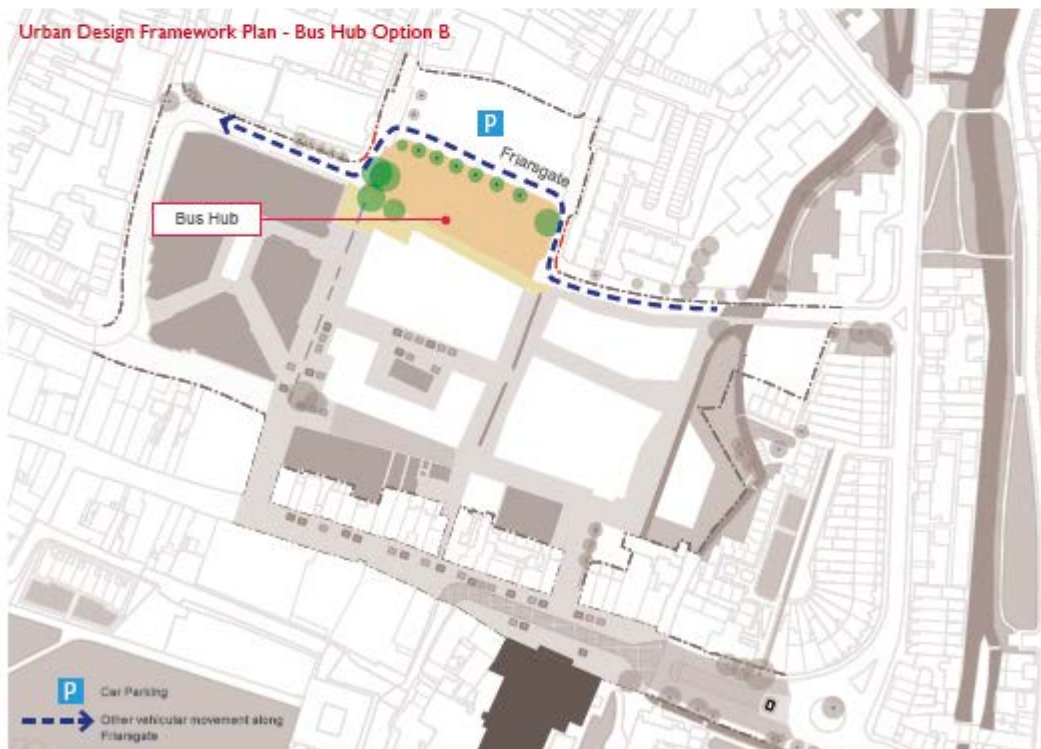 Urban Design Framework Plan - Bus Hub Option B
P
Friarsgate
Bus Hub
P Car Parking
Other vehicular movement along
Friarsgate